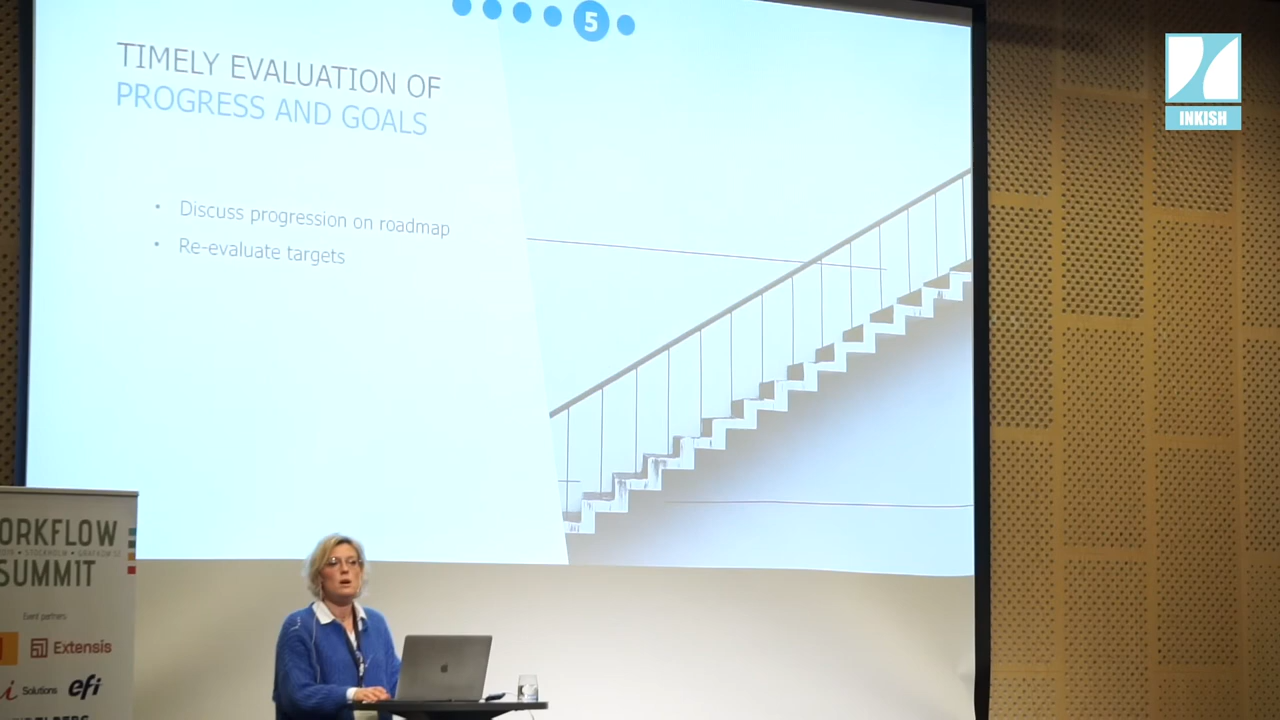 5
TIMELY EVALUATION OF
PROGRESS AND GOALS
• Discuss progression on roadmap
• Re-evaluate targets
INKISH
ORKFLOW
STOCKHOLM
SUMMIT
Event partners
Extensis
i Solutions
efi